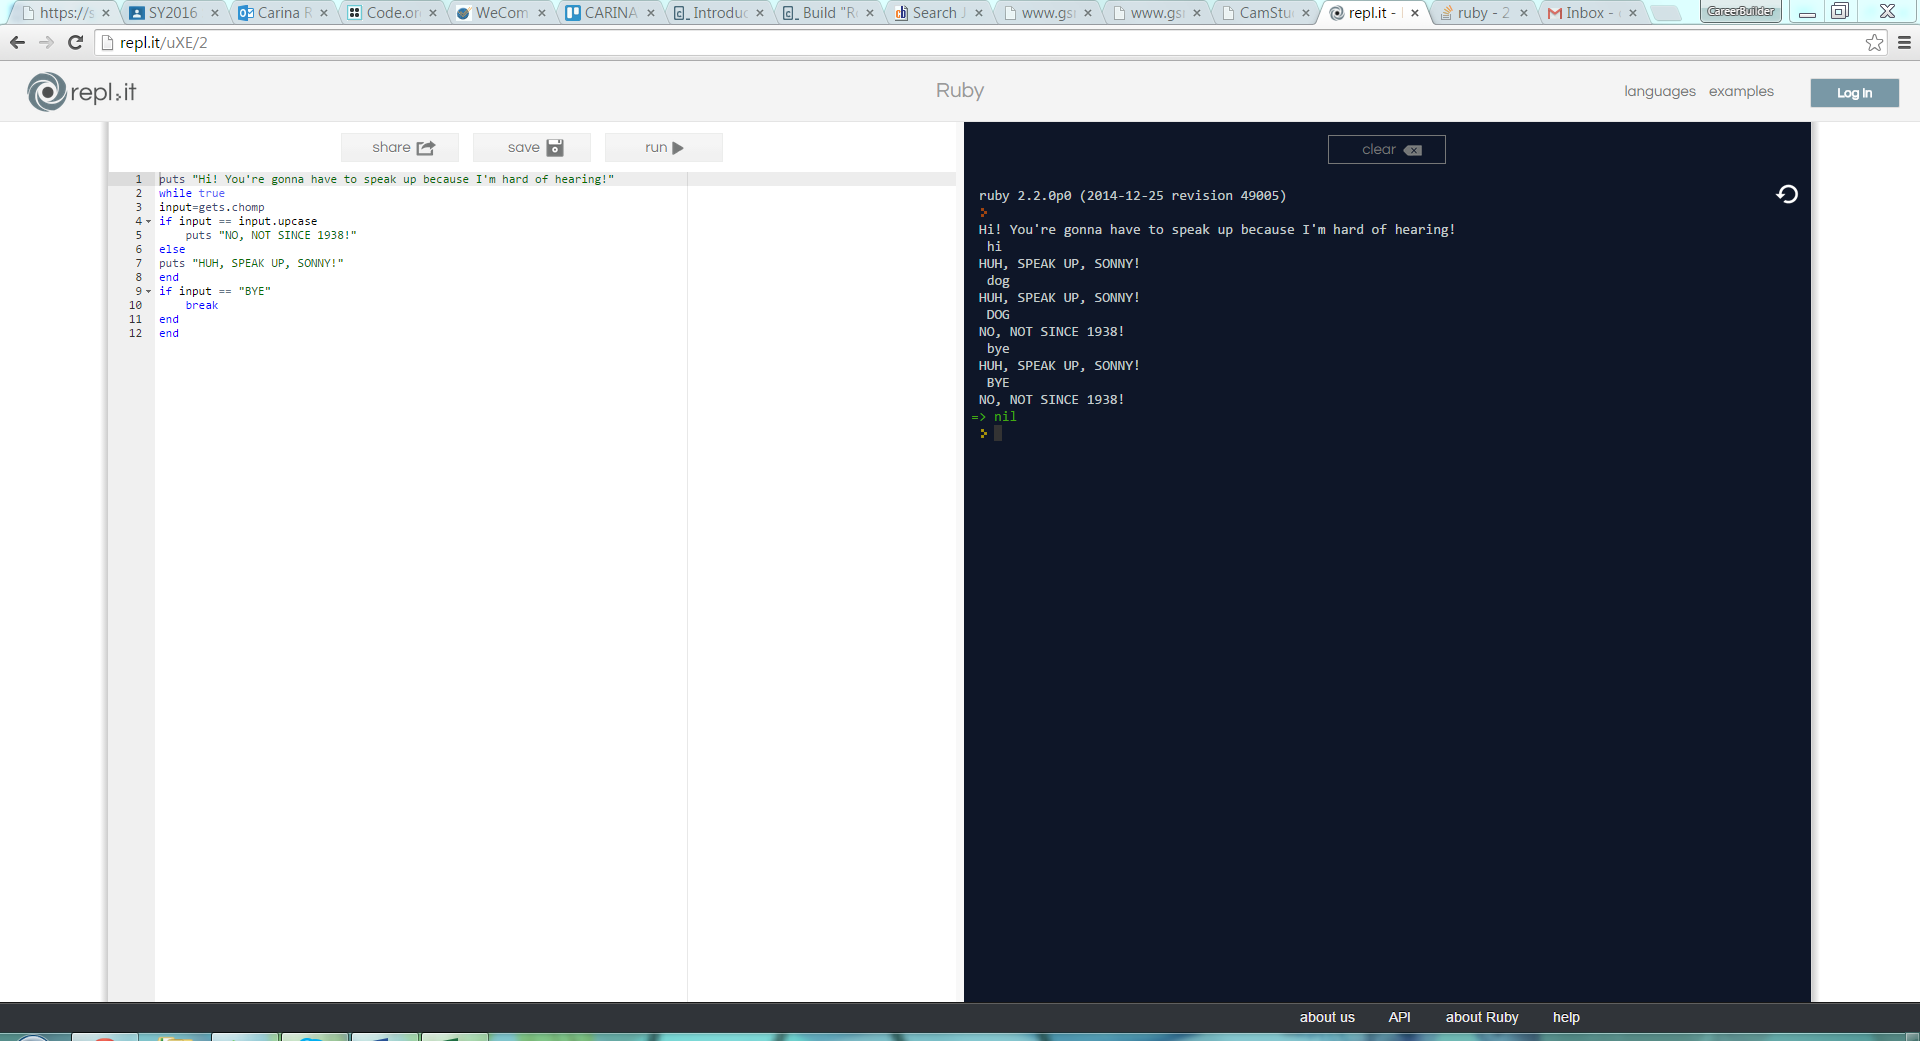 https://s
SY2016
Carina R
Code.or
WeCom
CARINA
Introduc
Build "Re
Search J
www.gsi
www.gsi
CamStu
repl.it -
ruby - 2
Inbox -
CareerBuilder
repl.it/uXE/2
repl.it
Ruby
languages
examples
Log In
share
save
run
clear
1 puts "Hi! You're gonna have to speak up because I'm hard of hearing!"
2 while true
3 input=gets.chomp
4 if input == input.upcase
5 puts "NO, NOT SINCE 1938!"
6 else
7 puts "HUH, SPEAK UP, SONNY!"
8 end
9 if input == "BYE"
10 break
11 end
12 end
ruby 2.2.0p0 (2014-12-25 revision 49005)
Hi! You're gonna have to speak up because I'm hard of hearing!
hi
HUH, SPEAK UP, SONNY!
dog
HUH, SPEAK UP, SONNY!
DOG
NO, NOT SINCE 1938!
bye
HUH, SPEAK UP, SONNY!
BYE
NO, NOT SINCE 1938!
=> nil
about us
API
about Ruby
help